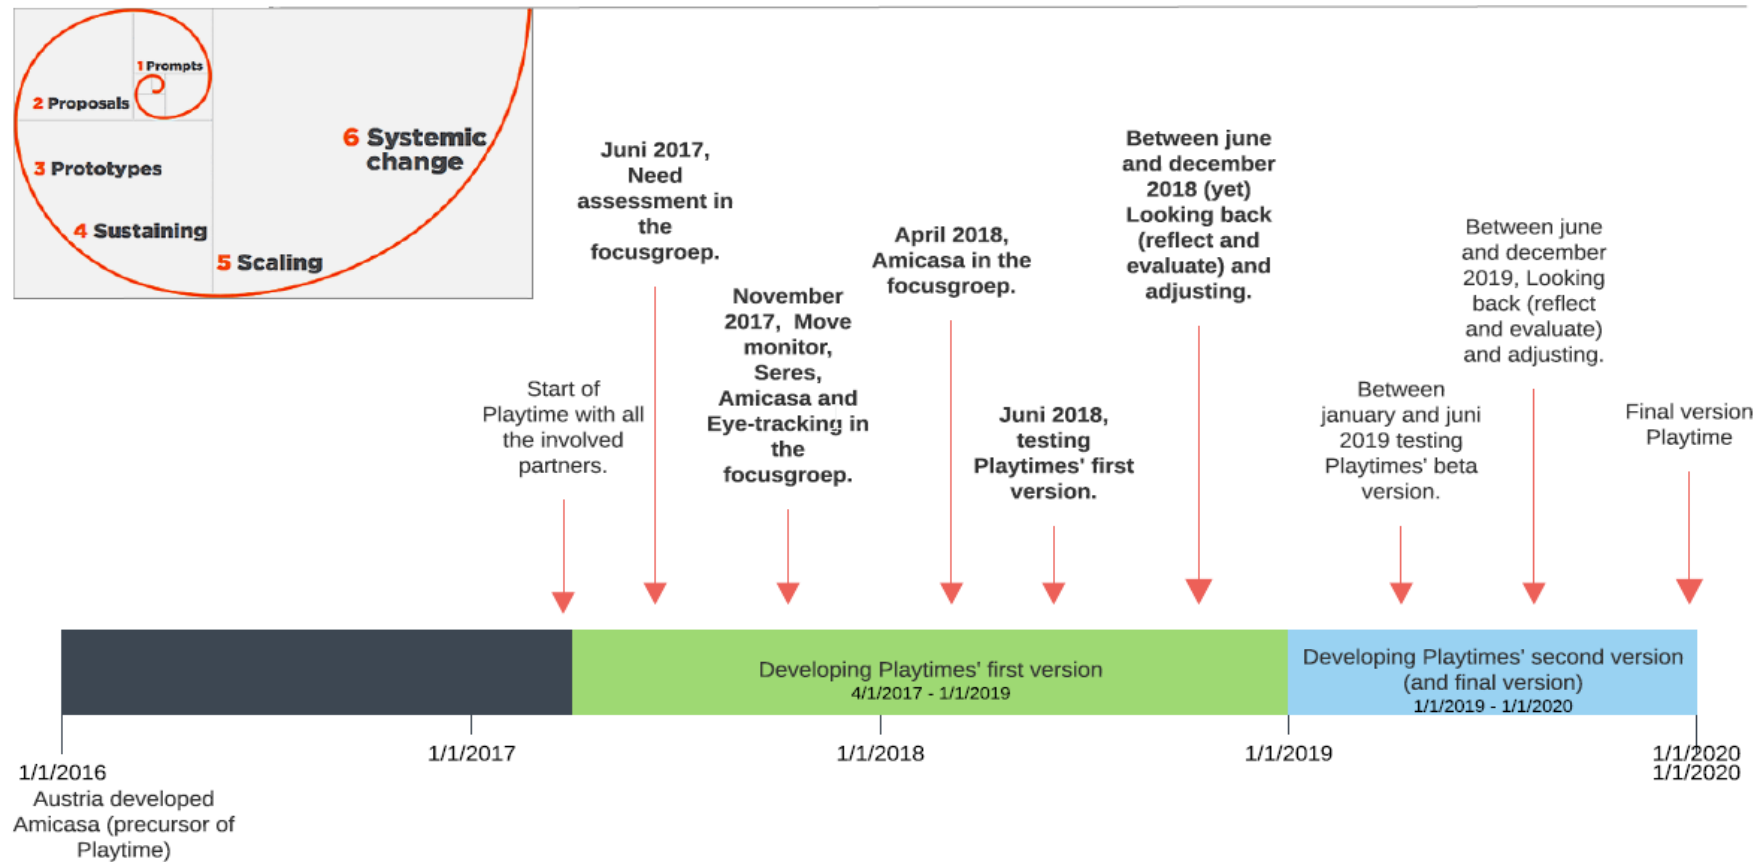 1 Prompts
2 Proposals
3 Prototypes
4 Sustaining
5 Scaling
6 Systemic
change
Start of
Playtime with all
the involved
partners.
Juni 2017,
Need
assessment in
the
focusgroep.
November
2017, Move
monitor,
Seres,
Amicasa and
Eye-tracking in
the
focusgroep.
April 2018,
Amicasa in the
focusgroep.
Juni 2018,
testing
Playtimes' first
version.
Between june
and december
2018 (yet)
Looking back
(reflect and
evaluate) and
adjusting.
Between
january and juni
2019 testing
Playtimes' beta
version.
Between june
and december
2019, Looking
back (reflect
and evaluate)
and adjusting.
Final version
Playtime
Developing Playtimes' first version
4/1/2017 - 1/1/2019
Developing Playtimes' second version
(and final version)
1/1/2019 - 1/1/2020
1/1/2016
Austria developed
Amicasa (precursor of
Playtime)
1/1/2017
1/1/2018
1/1/2019
1/1/2020
1/1/2020